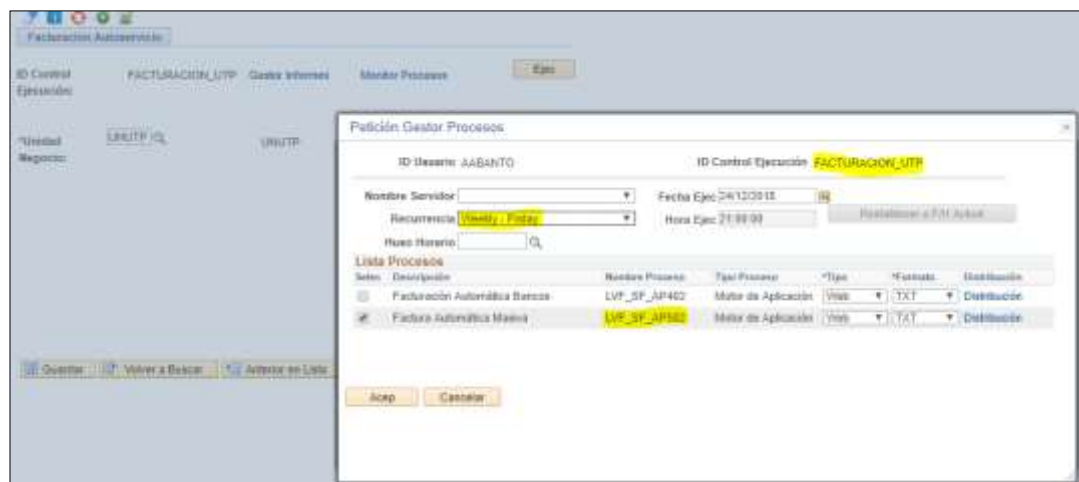 Facturación Autoservicio
ID Control Ejecución: FACTURACION_UTP Gestor Informes Monitor Procesos Ejec
*Unidad Negocio: UNUTP UNUTP
Petición Gestor Procesos
ID Usuario AABANTO ID Control Ejecución FACTURACION_UTP
Nombre Servidor Fecha Ejec 24/12/2015
Recurrencia Weekly - Friday Hora Ejec 21:00:00
Huso Horario
Lista Procesos
Selec Descripción Nombre Proceso Tipo Proceso *Tipo *Formato Distribución
Facturación Automática Bancos LVF_SF_AP402 Motor de Aplicación Web TXT Distribución
Factura Automática Masiva LVF_SF_AP502 Motor de Aplicación Web TXT Distribución
Guardar Volver a Buscar Anterior en Lista
Acep Cancelar